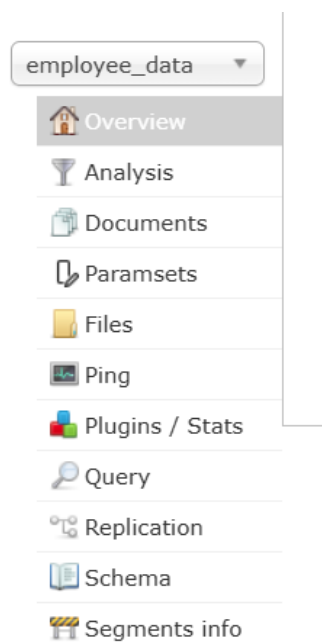 employee_data
Overview
Analysis
Documents
Paramsets
Files
Ping
Plugins / Stats
Query
Replication
Schema
Segments info